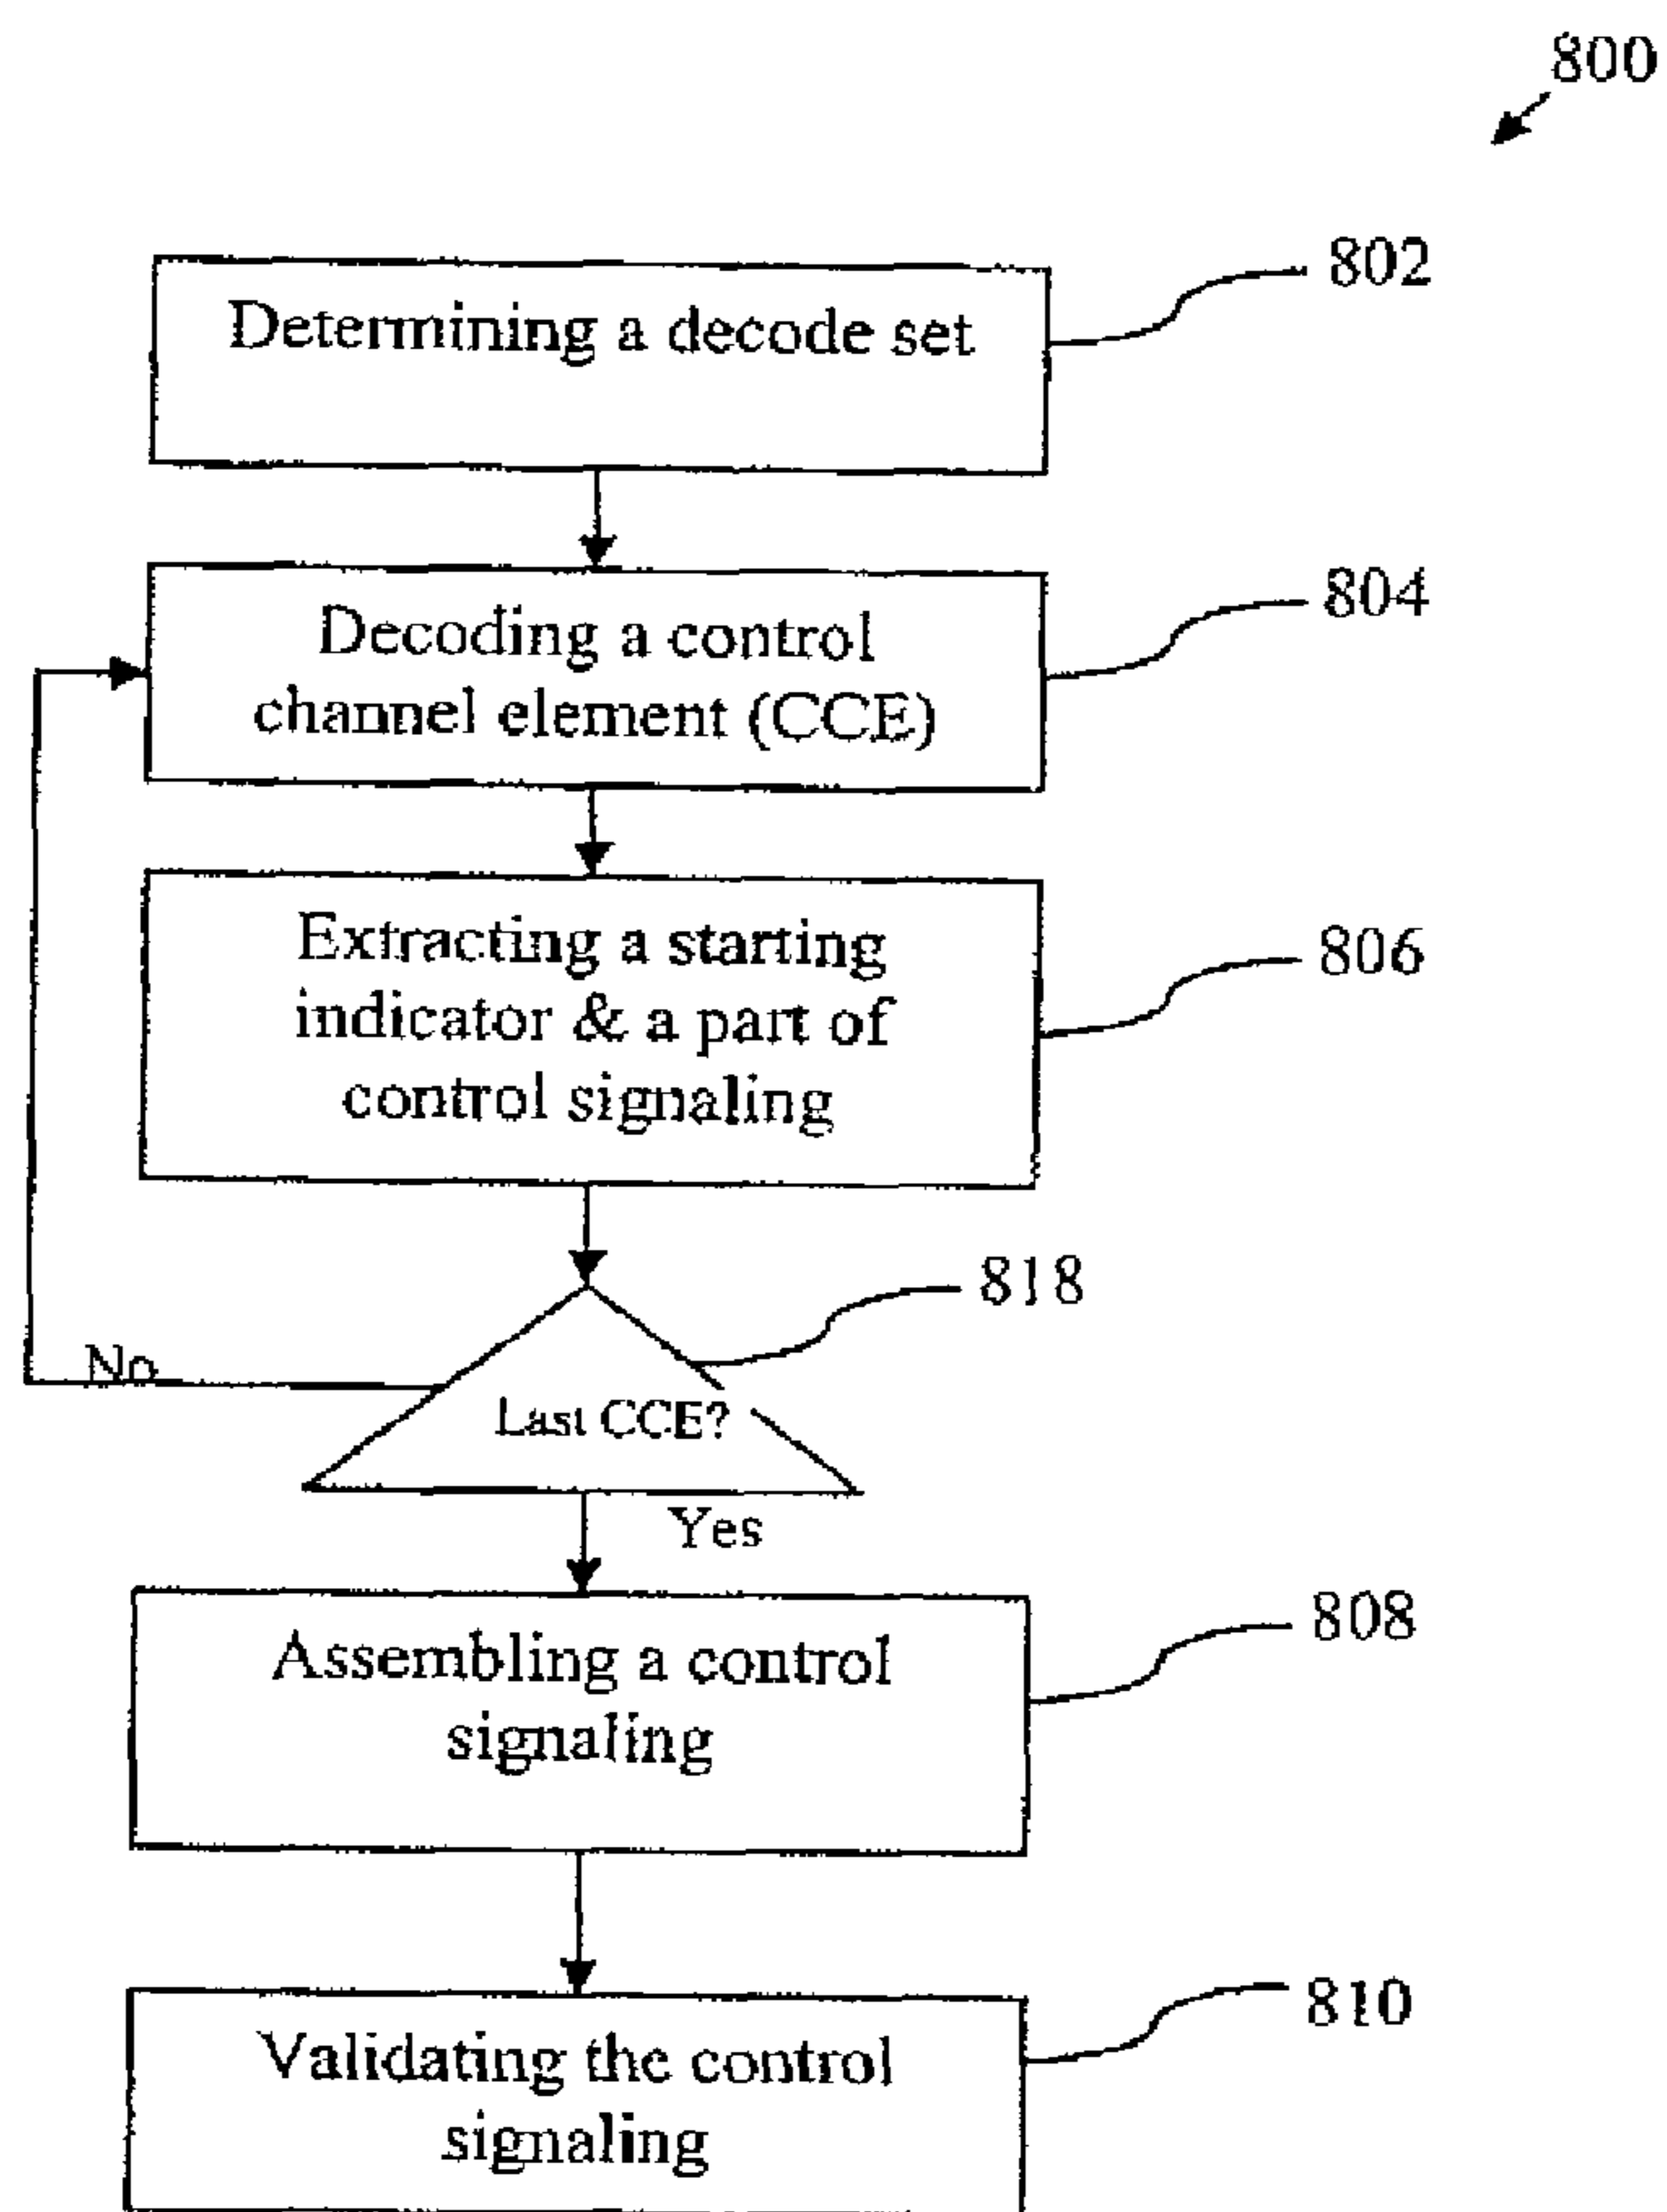 800
Determining a decode set
802
Decoding a control
channel element (CCE)
804
Extracting a starting
indicator & a part of
control signaling
806
818
No
Last CCE?
Yes
Assembling a control
signaling
808
Validating the control
signaling
810